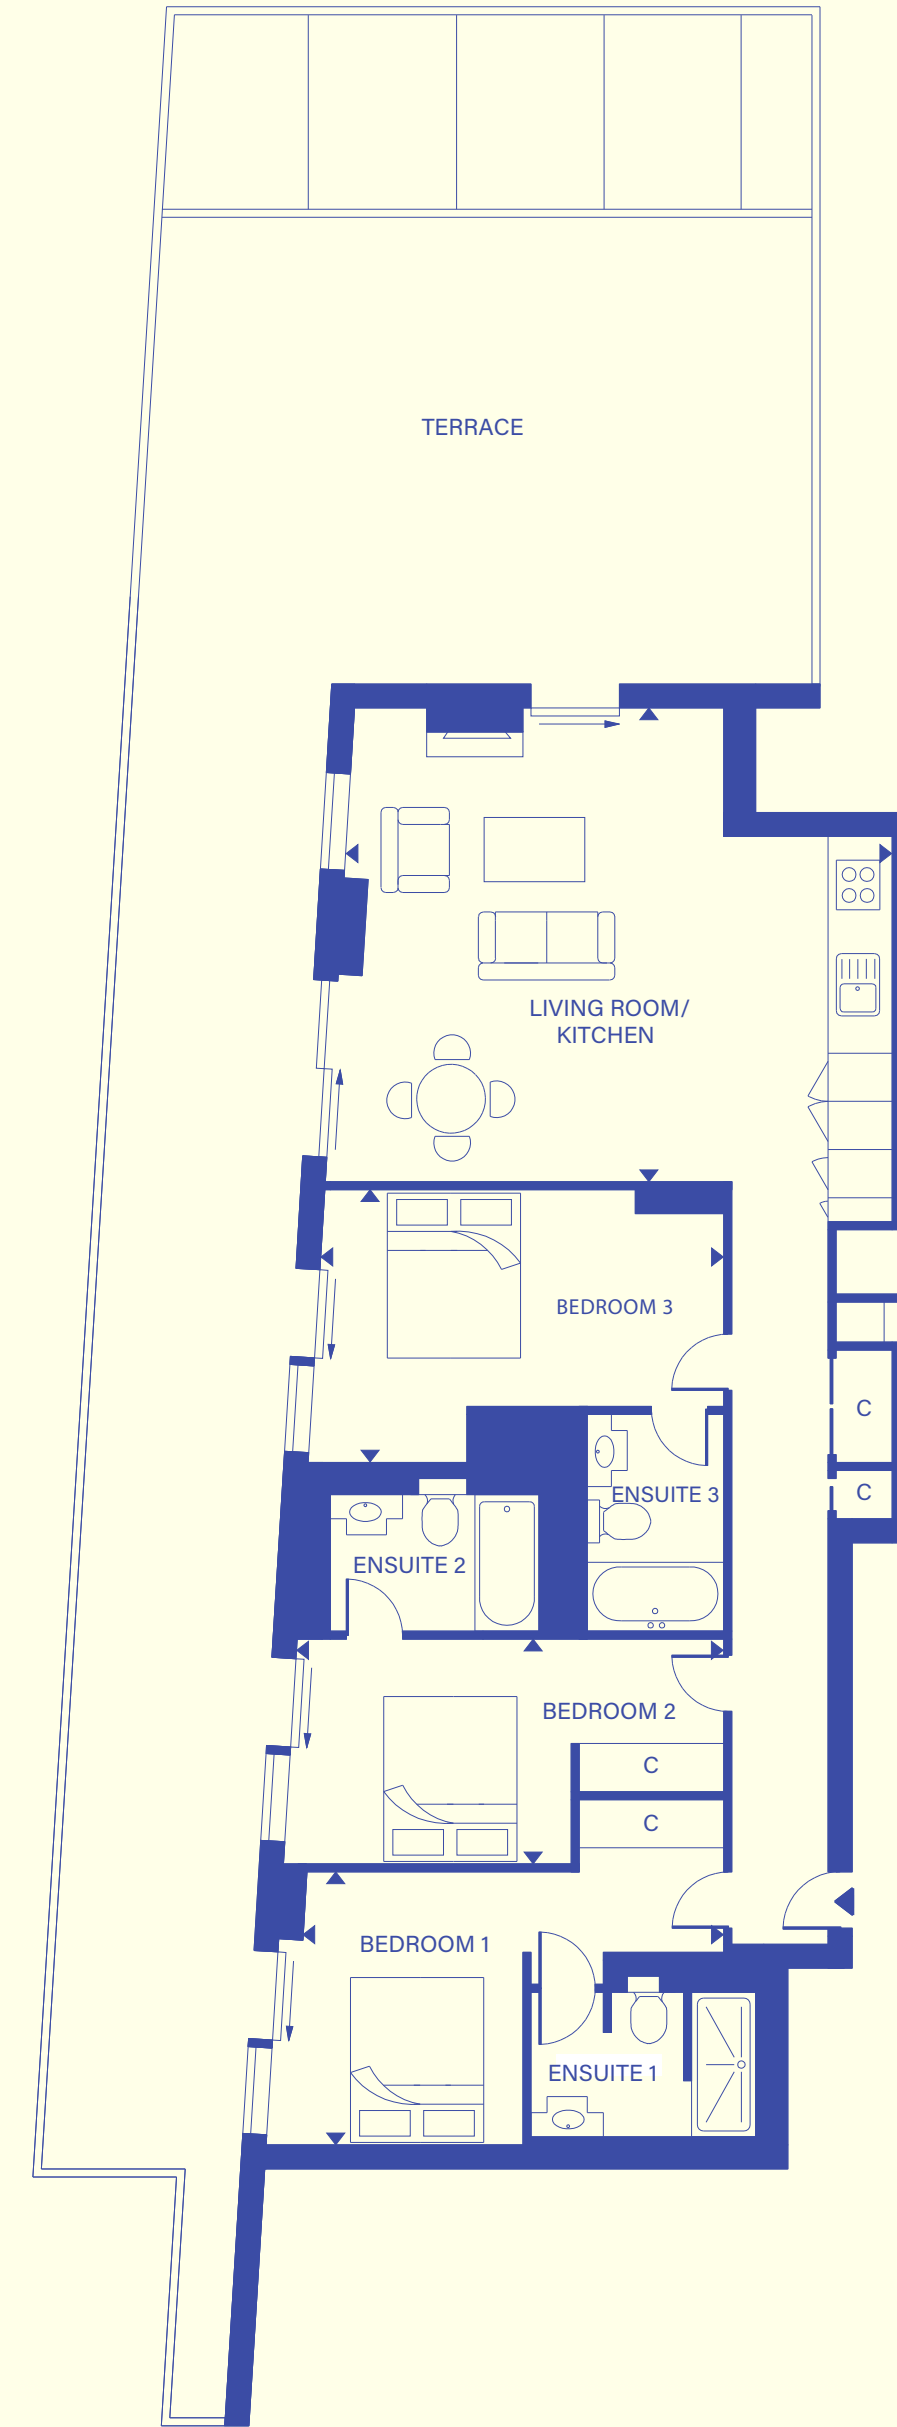 TERRACE
LIVING ROOM/
KITCHEN
BEDROOM 3
C
ENSUITE 3
C
ENSUITE 2
BEDROOM 2
C
C
BEDROOM 1
ENSUITE 1